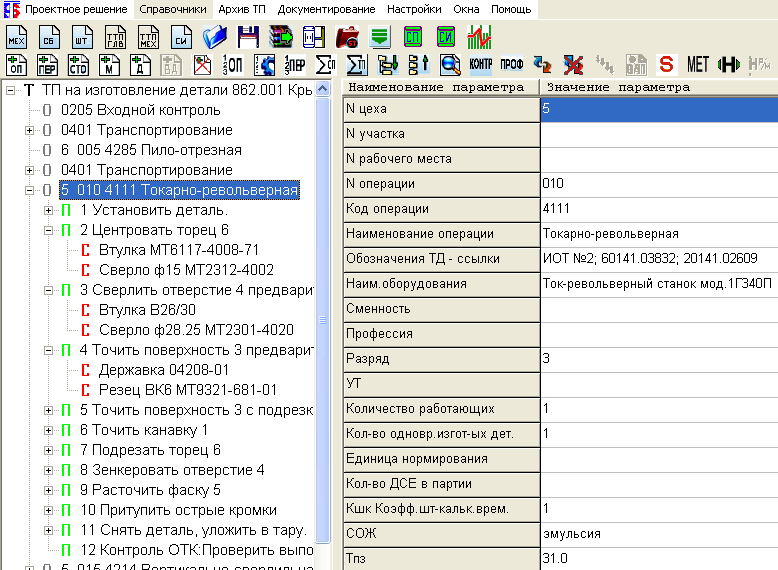 Проектное решение Справочники Архив ТП Документирование Настройки Окна Помощь
МЕХ СБ ШТ ТТП ГЛВ ТТП МЕХ СИ СП СИ
ОП ПЕР СТО М Д ВД 123 ОП 123 ПЕР Σсп Σтп КОНТР ПРОФ S МЕТ Н
ТП на изготовление детали 862.001 Кры
0205 Входной контроль
0401 Транспортирование
6 005 4285 Пило-отрезная
0401 Транспортирование
5 010 4111 Токарно-револьверная
П 1 Установить деталь.
П 2 Центровать торец 6
С Втулка МТ6117-4008-71
С Сверло ф15 МТ2312-4002
П 3 Сверлить отверстие 4 предварит
С Втулка В26/30
С Сверло ф28.25 МТ2301-4020
П 4 Точить поверхность 3 предварит
С Державка 04208-01
С Резец ВК6 МТ9321-681-01
П 5 Точить поверхность 3 с подрезк
П 6 Точить канавку 1
П 7 Подрезать торец 6
П 8 Зенкеровать отверстие 4
П 9 Расточить фаску 5
П 10 Притупить острые кромки
П 11 Снять деталь, уложить в тару.
П 12 Контроль ОТК:Проверить выпо
5 015 4214 Вертикально-сверлильна
Наименование параметра Значение параметра
N цеха 5
N участка
N рабочего места
N операции 010
Код операции 4111
Наименование операции Токарно-револьверная
Обозначения ТД - ссылки ИОТ №2; 60141.03832; 20141.02609
Наим.оборудования Ток-револьверный станок мод.1Г340П
Сменность
Профессия
Разряд 3
УТ
Количество работающих 1
Кол-во одновр.изгот-ых дет. 1
Единица нормирования
Кол-во ДСЕ в партии
Кшк Коэфф.шт-кальк.врем. 1
СОЖ эмульсия
Тпз 31.0